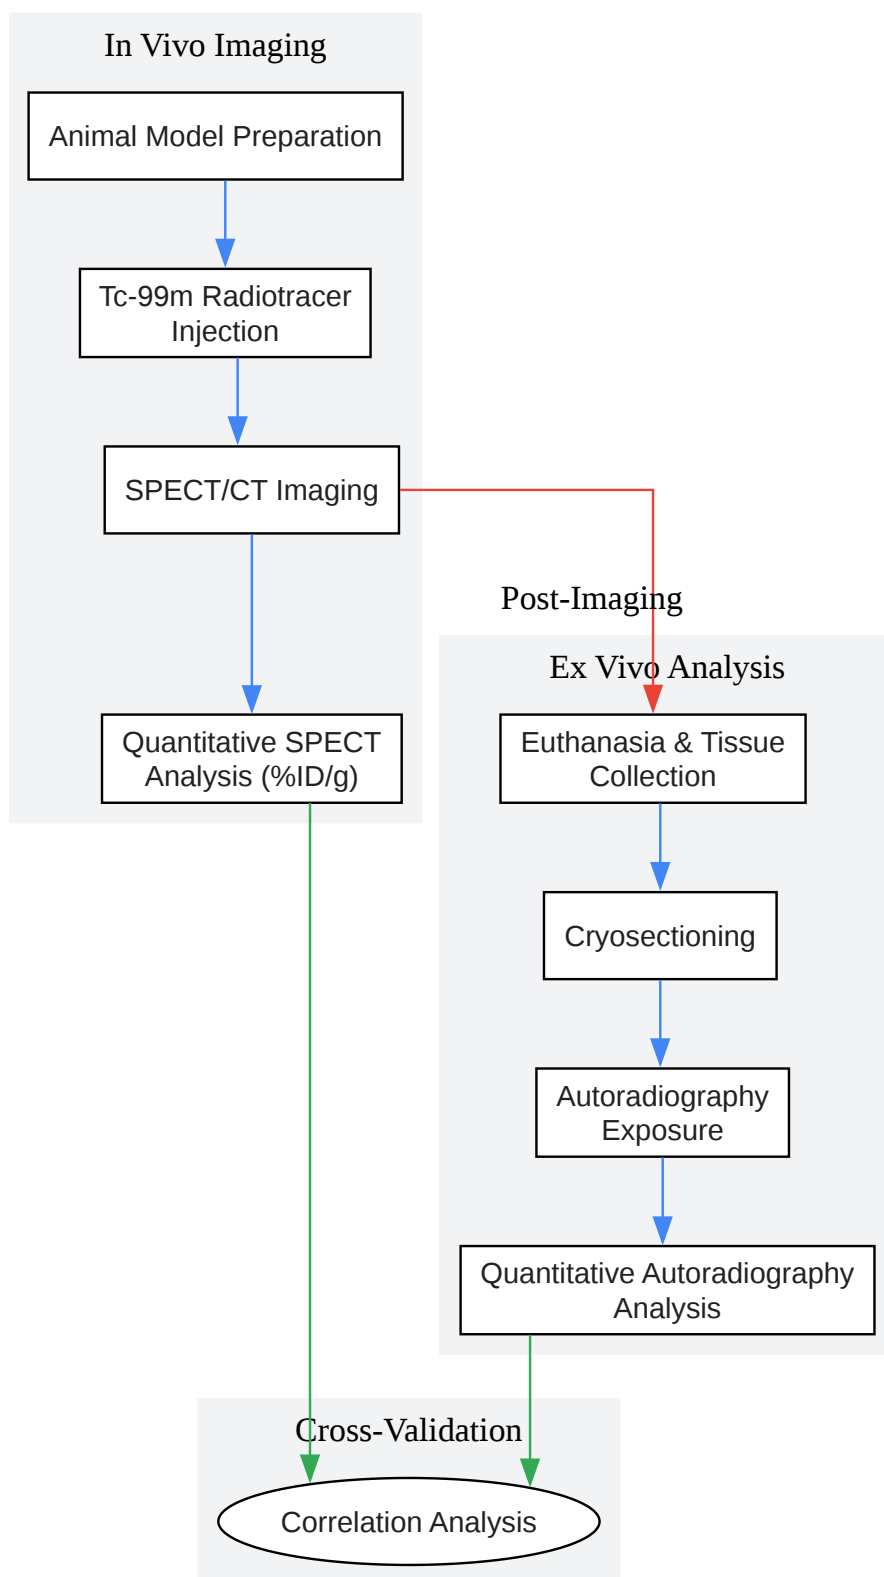 In Vivo Imaging
Animal Model Preparation
Tc-99m Radiotracer
Injection
SPECT/CT Imaging
Post-Imaging
Ex Vivo Analysis
Quantitative SPECT
Analysis (%ID/g)
Euthanasia & Tissue
Collection
Cryosectioning
Autoradiography
Exposure
Quantitative Autoradiography
Analysis
Cross-Validation
Correlation Analysis